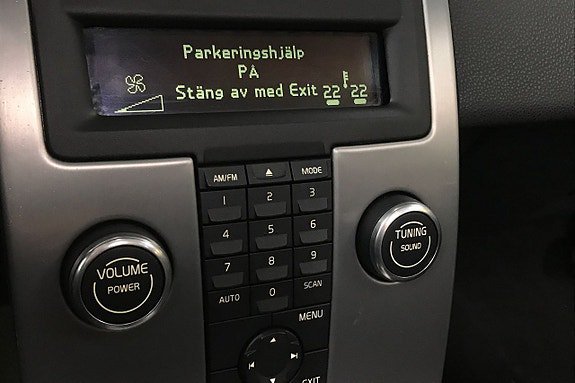 Parkeringshjälp
PÅ
Stäng av med Exit 22 22
AM/FM MODE
1 2 3
4 5 6
7 8 9
AUTO 0 SCAN
MENU
EXIT
VOLUME
POWER
TUNING
SOUND